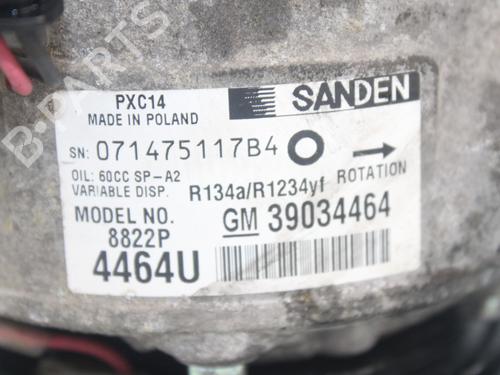 B-PARTS
PXC14
SANDEN
MADE IN POLAND
SN: 071475117B4
OIL: 60CC SP-A2
VARIABLE DISP.
R134a/R1234yf
ROTATION
MODEL NO.
8822P
GM 39034464
4464U